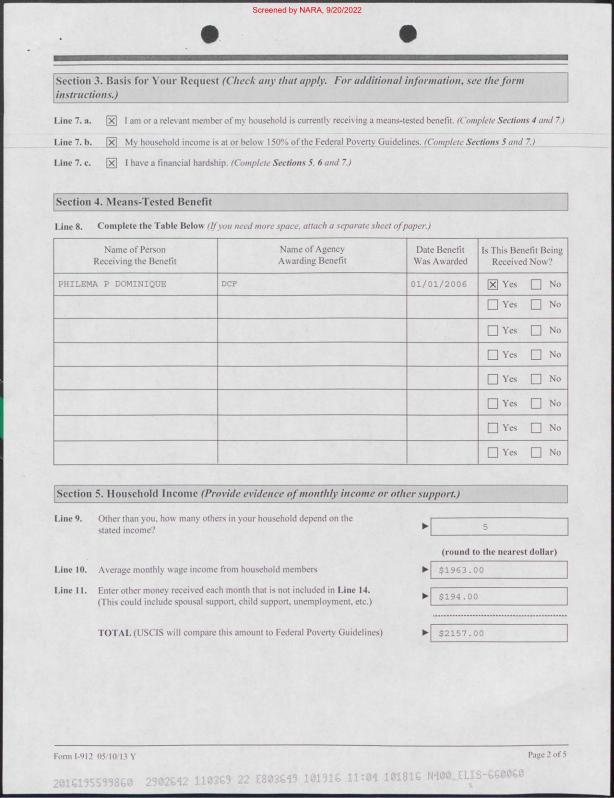 Screened by NARA, 9/20/2022
Section 3. Basis for Your Request (Check any that apply. For additional information, see the form
instructions.)
Line 7. a. ☒ I am or a relevant member of my household is currently receiving a means-tested benefit. (Complete Sections 4 and 7.)
Line 7. b. ☒ My household income is at or below 150% of the Federal Poverty Guidelines. (Complete Sections 5 and 7.)
Line 7. c. ☒ I have a financial hardship. (Complete Sections 5, 6 and 7.)
Section 4. Means-Tested Benefit
Line 8. Complete the Table Below (If you need more space, attach a separate sheet of paper.)
Name of Person Name of Agency Date Benefit Is This Benefit Being
Receiving the Benefit Awarding Benefit Was Awarded Received Now?
PHILEMA P DOMINIQUE DCF 01/01/2006 ☒ Yes ☐ No
☐ Yes ☐ No
☐ Yes ☐ No
☐ Yes ☐ No
☐ Yes ☐ No
☐ Yes ☐ No
☐ Yes ☐ No
☐ Yes ☐ No
Section 5. Household Income (Provide evidence of monthly income or other support.)
Line 9. Other than you, how many others in your household depend on the
stated income? ▶ 5
(round to the nearest dollar)
Line 10. Average monthly wage income from household members ▶ $1963.00
Line 11. Enter other money received each month that is not included in Line 14.
(This could include spousal support, child support, unemployment, etc.) ▶ $194.00
TOTAL (USCIS will compare this amount to Federal Poverty Guidelines) ▶ $2157.00
Form I-912 05/10/13 Y Page 2 of 5
2016195599860 2902642 110369 22 E803649 101916 11:04 101816 N400_ELIS-660060